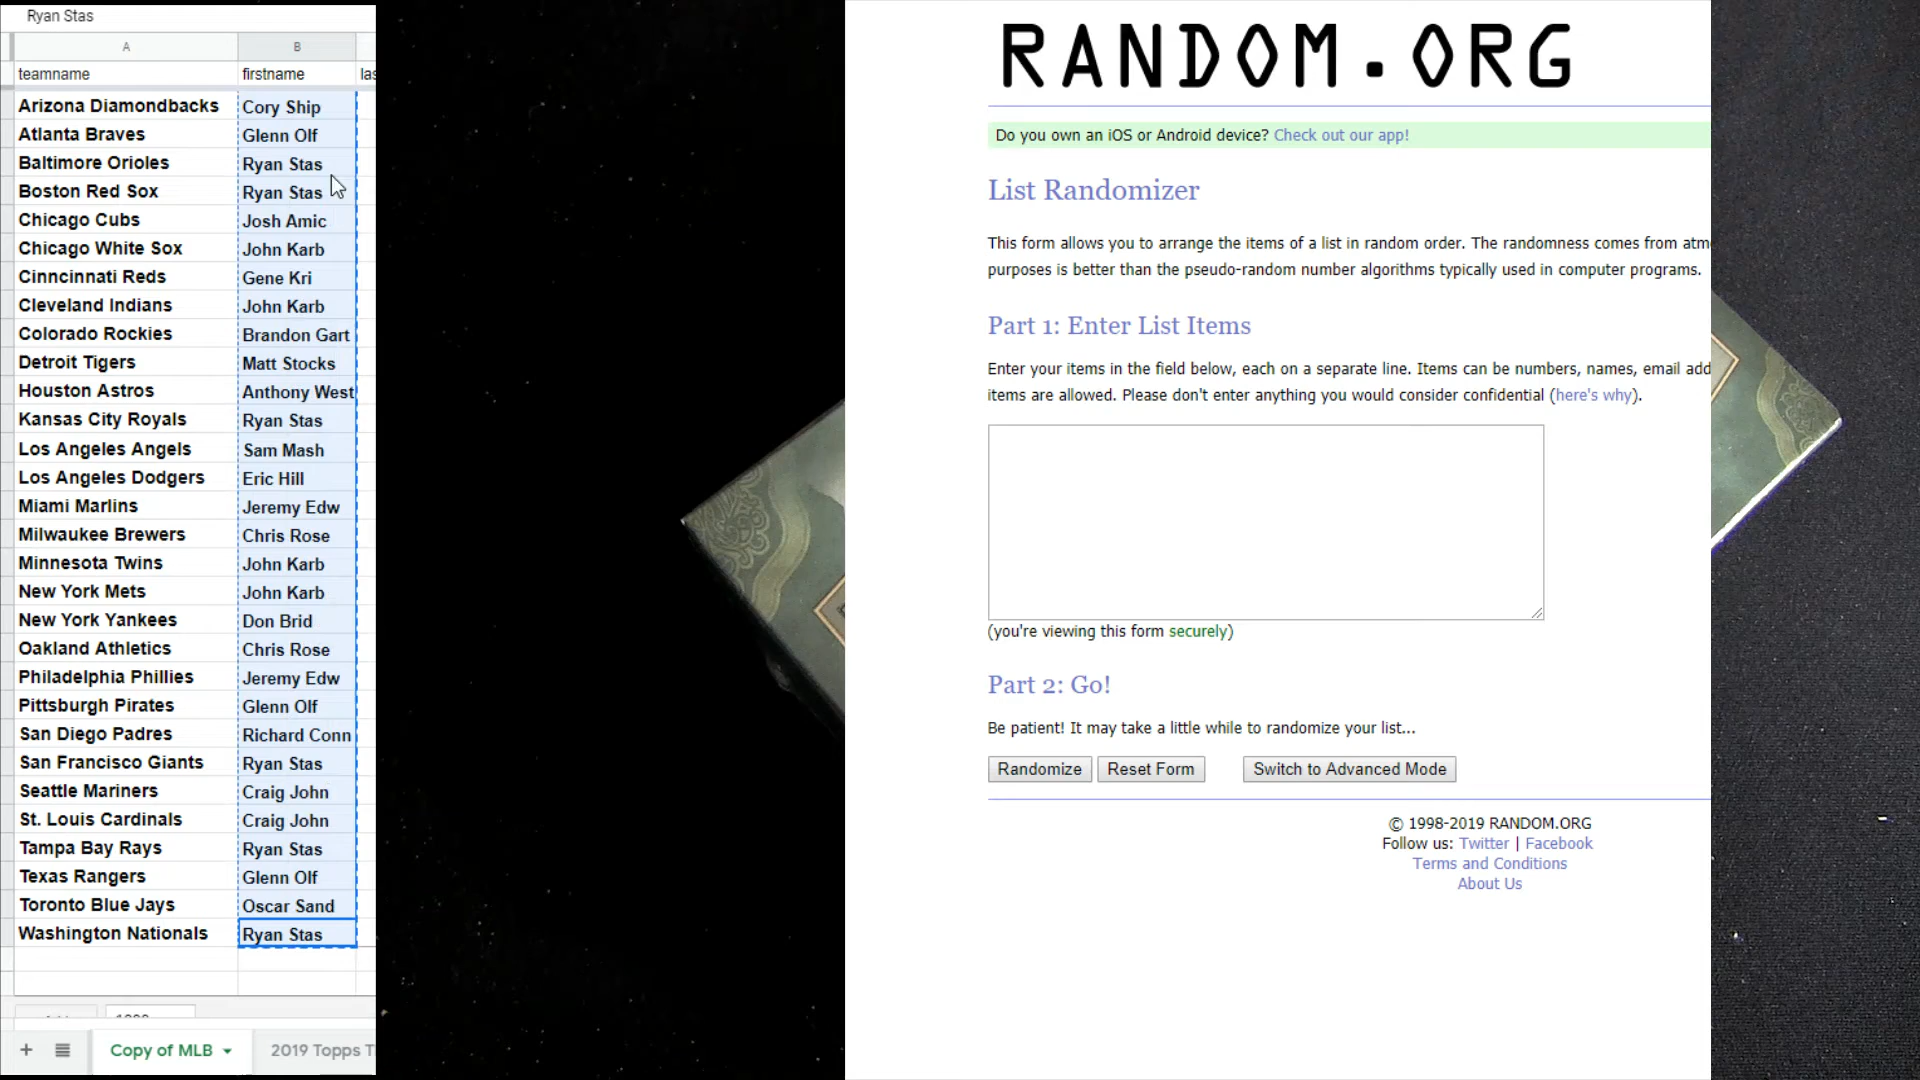 Ryan Stas
A B
teamname firstname las
Arizona Diamondbacks Cory Ship
Atlanta Braves Glenn Olf
Baltimore Orioles Ryan Stas
Boston Red Sox Ryan Stas
Chicago Cubs Josh Amic
Chicago White Sox John Karb
Cinncinnati Reds Gene Kri
Cleveland Indians John Karb
Colorado Rockies Brandon Gart
Detroit Tigers Matt Stocks
Houston Astros Anthony West
Kansas City Royals Ryan Stas
Los Angeles Angels Sam Mash
Los Angeles Dodgers Eric Hill
Miami Marlins Jeremy Edw
Milwaukee Brewers Chris Rose
Minnesota Twins John Karb
New York Mets John Karb
New York Yankees Don Brid
Oakland Athletics Chris Rose
Philadelphia Phillies Jeremy Edw
Pittsburgh Pirates Glenn Olf
San Diego Padres Richard Conn
San Francisco Giants Ryan Stas
Seattle Mariners Craig John
St. Louis Cardinals Craig John
Tampa Bay Rays Ryan Stas
Texas Rangers Glenn Olf
Toronto Blue Jays Oscar Sand
Washington Nationals Ryan Stas
+ Copy of MLB 2019 Topps T
RANDOM.ORG
Do you own an iOS or Android device? Check out our app!
List Randomizer
This form allows you to arrange the items of a list in random order. The randomness comes from atm
purposes is better than the pseudo-random number algorithms typically used in computer programs.
Part 1: Enter List Items
Enter your items in the field below, each on a separate line. Items can be numbers, names, email add
items are allowed. Please don't enter anything you would consider confidential (here's why).
(you're viewing this form securely)
Part 2: Go!
Be patient! It may take a little while to randomize your list...
Randomize Reset Form Switch to Advanced Mode
© 1998-2019 RANDOM.ORG
Follow us: Twitter | Facebook
Terms and Conditions
About Us